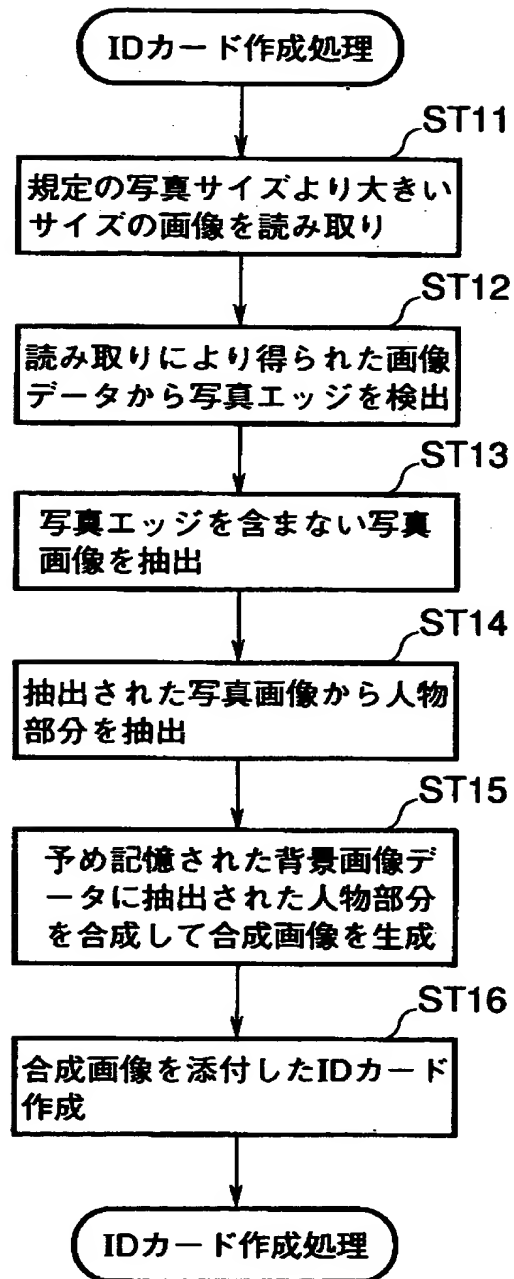 IDカード作成処理
ST11
規定の写真サイズより大きい
サイズの画像を読み取り
ST12
読み取りにより得られた画像
データから写真エッジを検出
ST13
写真エッジを含まない写真
画像を抽出
ST14
抽出された写真画像から人物
部分を抽出
ST15
予め記憶された背景画像デ
ータに抽出された人物部分
を合成して合成画像を生成
ST16
合成画像を添付したIDカード
作成
IDカード作成処理